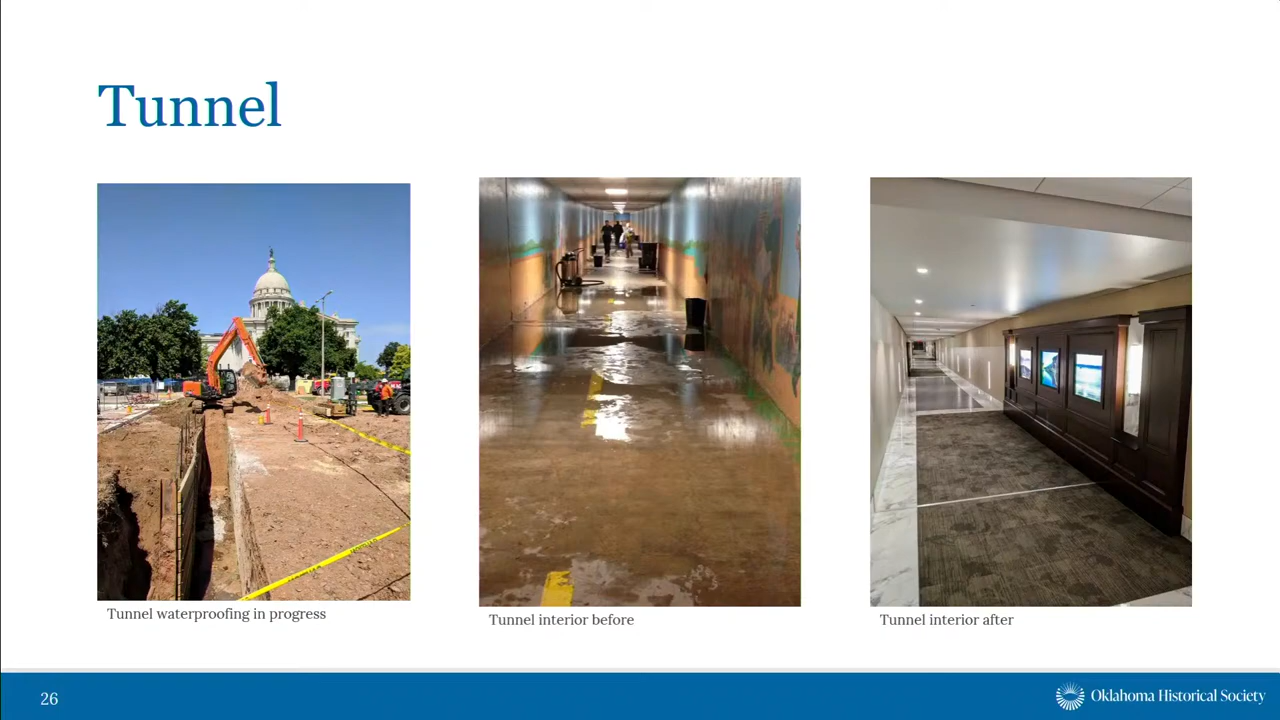 Tunnel
Tunnel waterproofing in progress
Tunnel interior before
Tunnel interior after
26
Oklahoma Historical Society